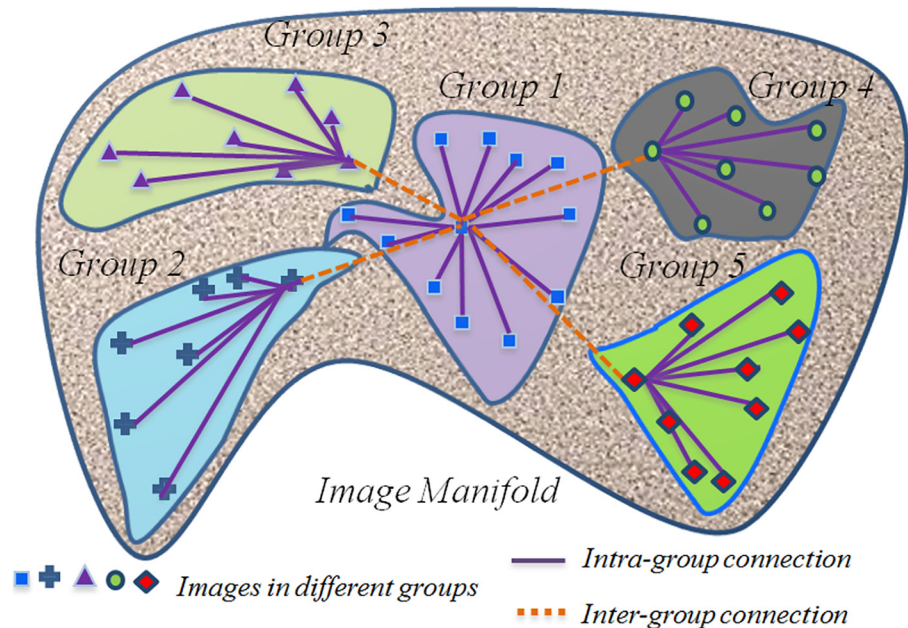 Group 3
Group 1
Group 4
Group 2
Group 5
Image Manifold
Images in different groups
Intra-group connection
Inter-group connection